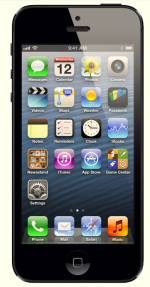 9:41 AM
Messages Calendar Photos Camera
12
Videos Maps Weather Passbook
Notes Reminders Clock Stocks
Newsstand iTunes App Store Game Center
Settings
Phone Mail Safari Music